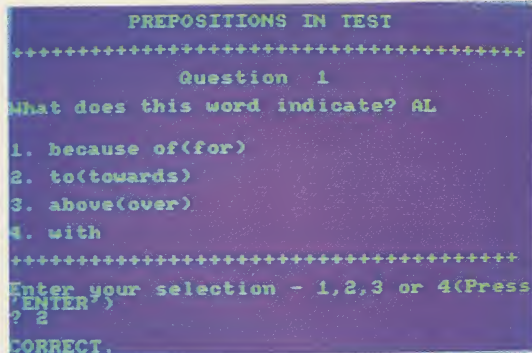 PREPOSITIONS IN TEST
++++++++++++++++++++++++++++++++++++++++
Question 1
What does this word indicate? AL
1. because of(for)
2. to(towards)
3. above(over)
4. with
++++++++++++++++++++++++++++++++++++++++
Enter your selection - 1,2,3 or 4(Press
'ENTER')
? 2
CORRECT.